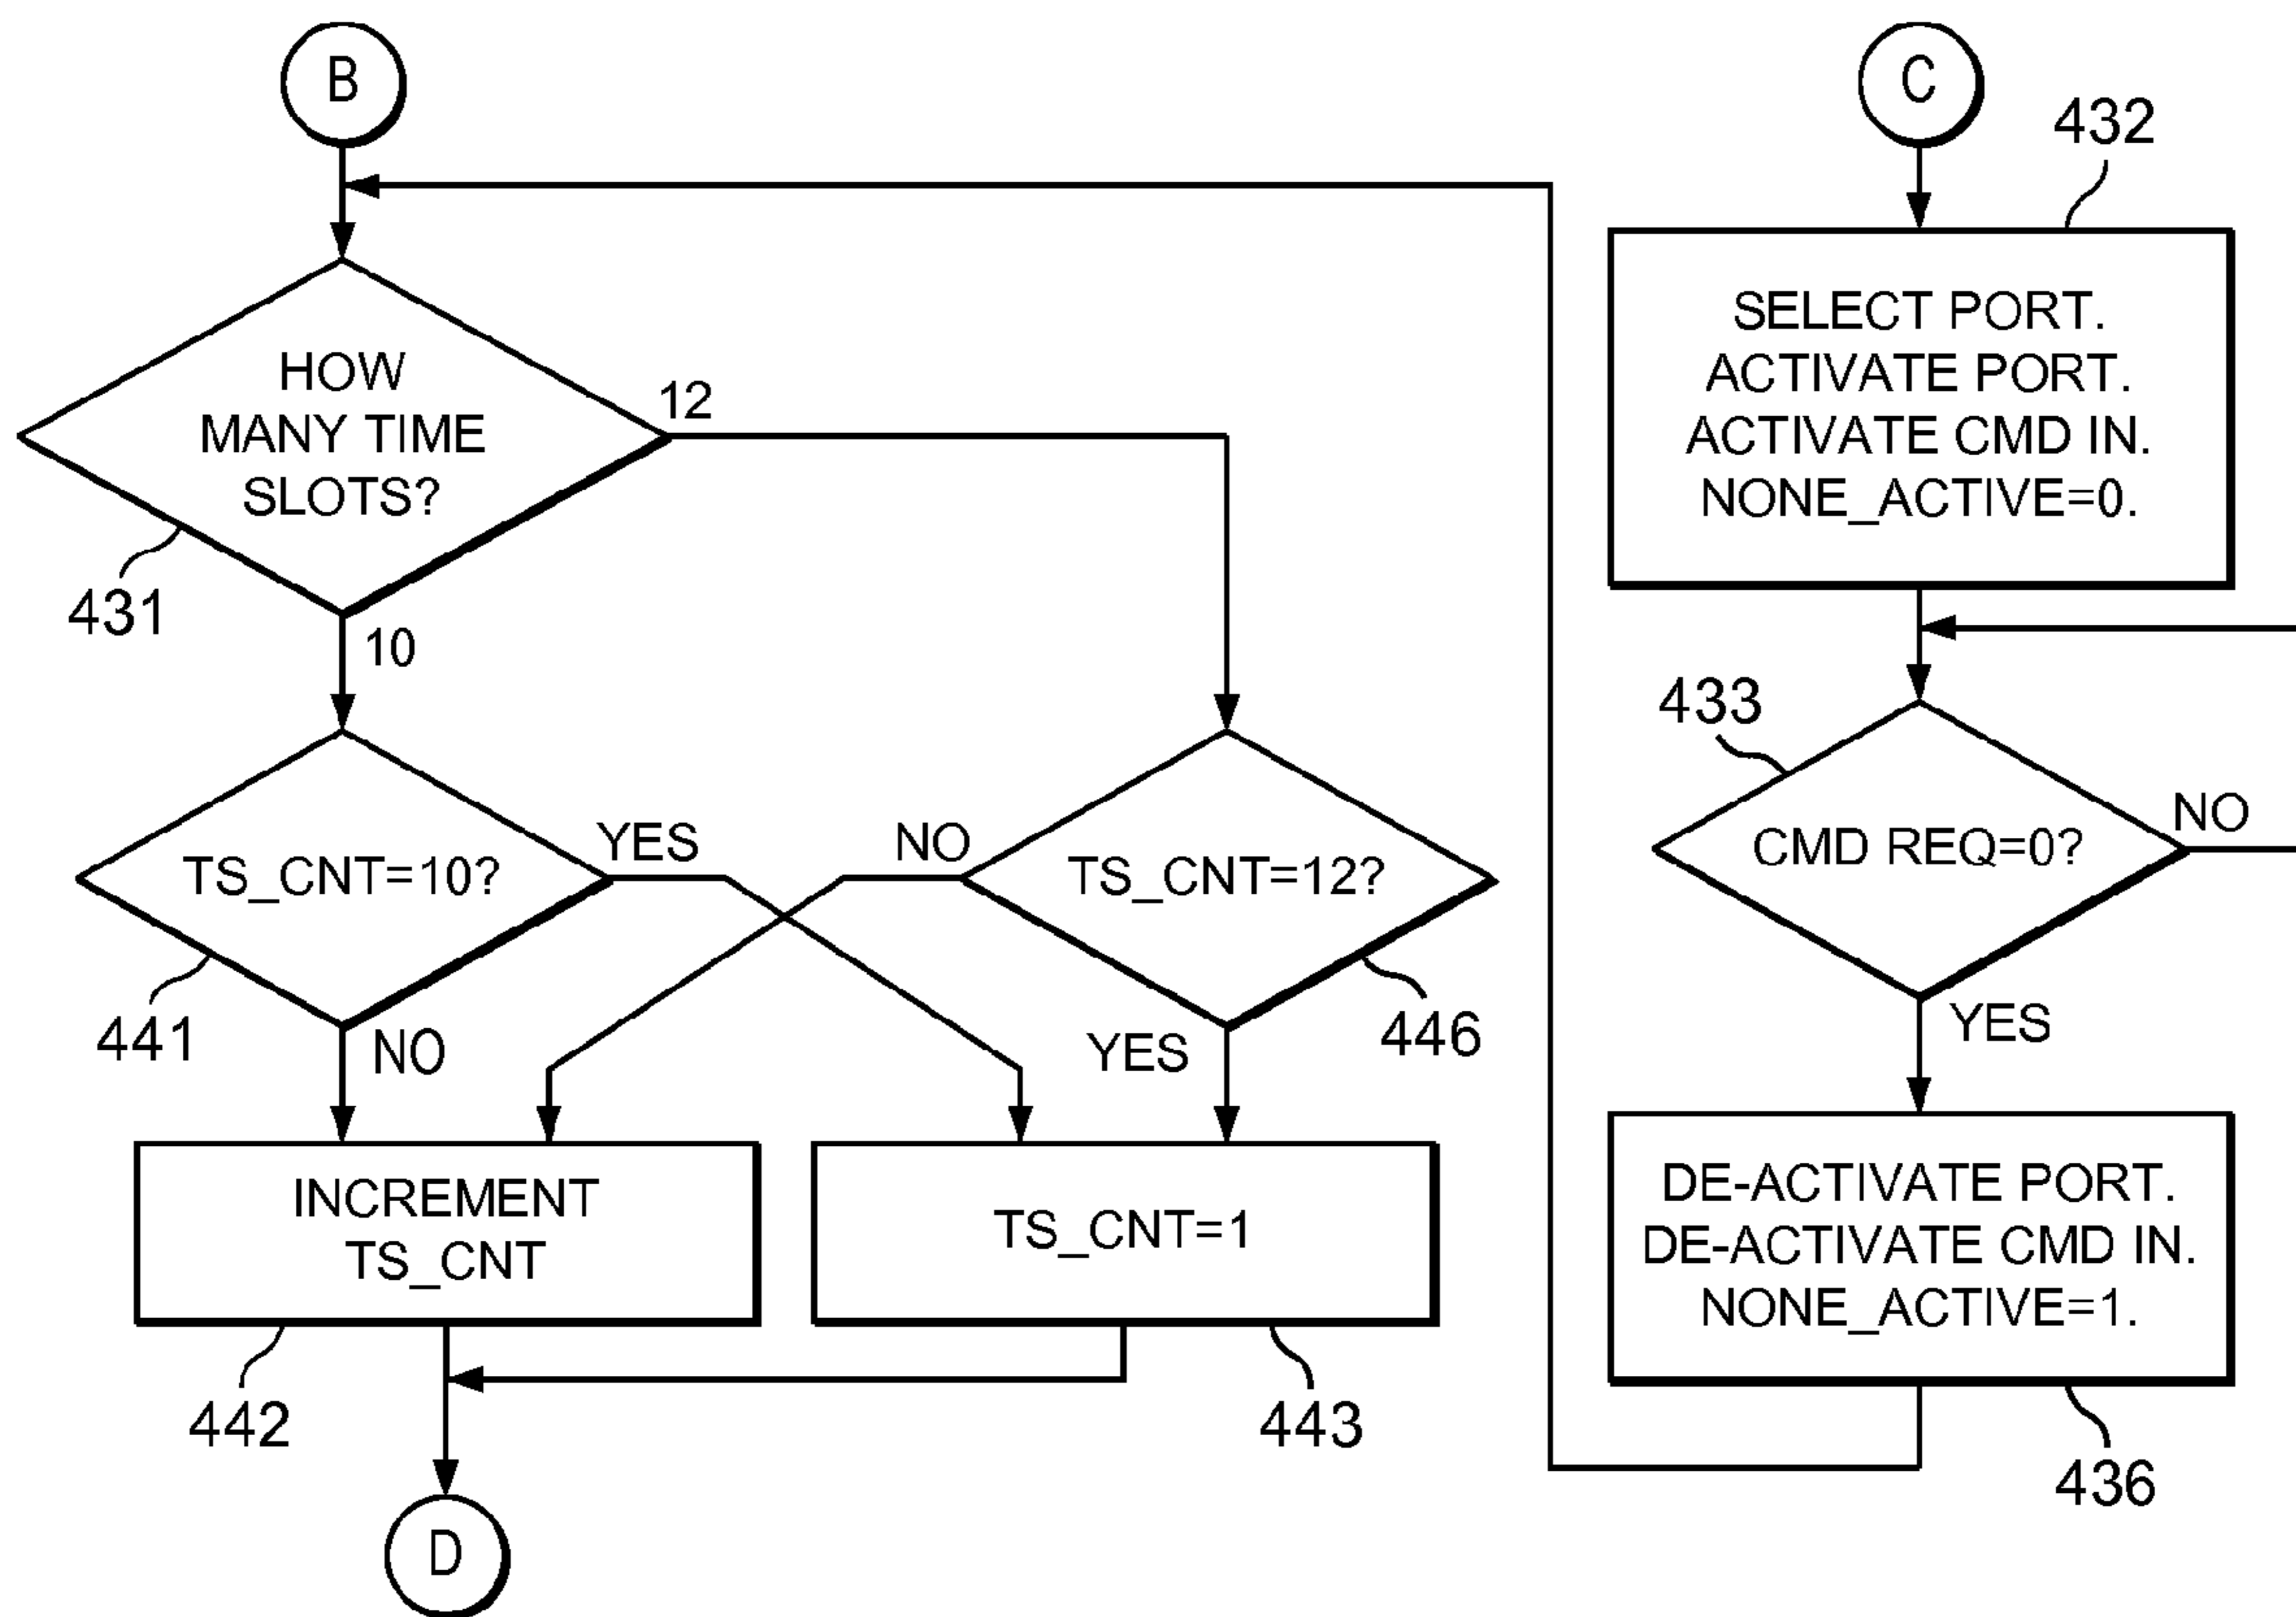 B
HOW
MANY TIME
SLOTS?
431
12
10
TS_CNT=10?
441
YES
NO
TS_CNT=12?
446
NO
YES
INCREMENT
TS_CNT
442
TS_CNT=1
443
D
C
432
SELECT PORT.
ACTIVATE PORT.
ACTIVATE CMD IN.
NONE_ACTIVE=0.
433
CMD REQ=0?
NO
YES
DE-ACTIVATE PORT.
DE-ACTIVATE CMD IN.
NONE_ACTIVE=1.
436